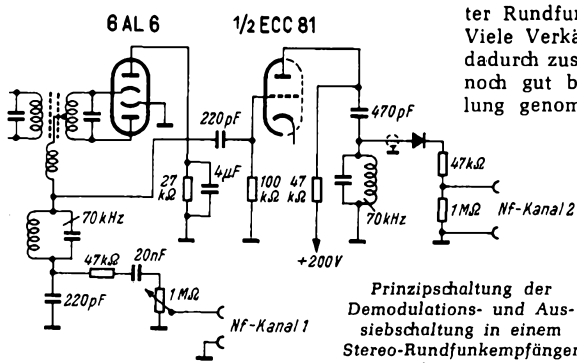 6 AL 6
1/2 ECC 81
ter Rundfun
Viele Verkä
dadurch zus
noch gut b
lung genom
220pF
470pF
27 kΩ
4µF
100 kΩ
47 kΩ
+200V
70kHz
47kΩ
1MΩ
Nf-Kanal 2
70kHz
47kΩ
20nF
220pF
1MΩ
Nf-Kanal 1
Prinzipschaltung der
Demodulations- und Aus-
siebschaltung in einem
Stereo-Rundfunkempfänger